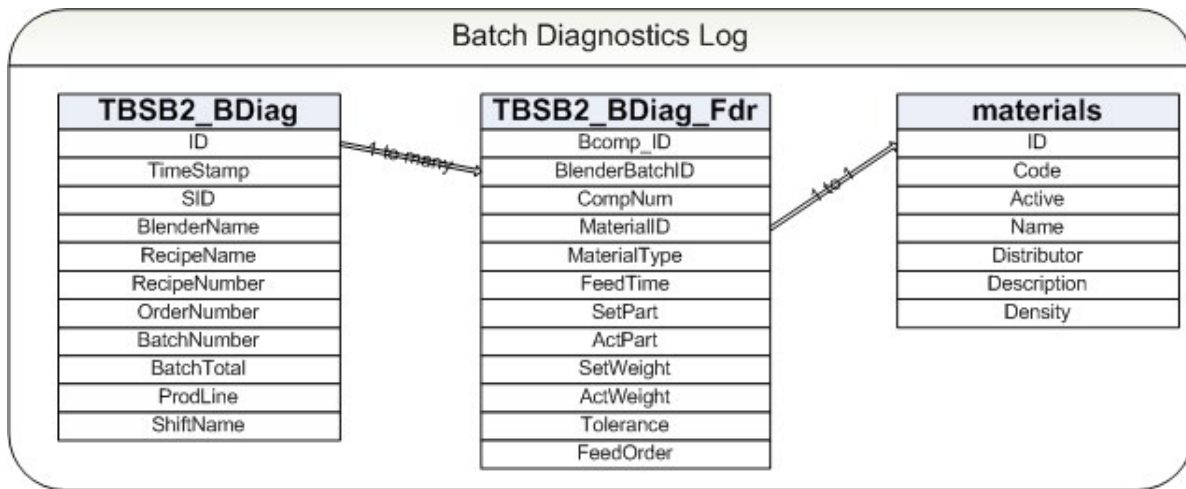 Batch Diagnostics Log
TBSB2_BDiag
ID
TimeStamp
SID
BlenderName
RecipeName
RecipeNumber
OrderNumber
BatchNumber
BatchTotal
ProdLine
ShiftName
1 to many
TBSB2_BDiag_Fdr
Bcomp_ID
BlenderBatchID
CompNum
MaterialID
MaterialType
FeedTime
SetPart
ActPart
SetWeight
ActWeight
Tolerance
FeedOrder
1 to 1
materials
ID
Code
Active
Name
Distributor
Description
Density